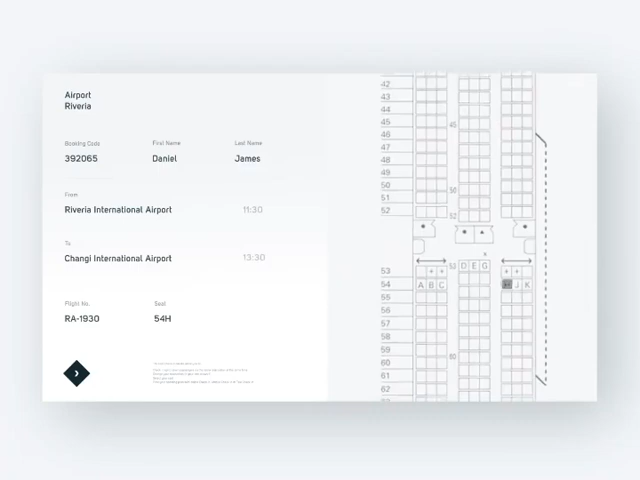 Airport
Riveria
Booking Code
First Name
Last Name
392065
Daniel
James
From
Riveria International Airport
11:30
To
Changi International Airport
13:30
Flight No.
Seat
RA-1930
54H
42
43
44
45
45
46
47
48
49
50
50
51
52
52
x
53
53
D E G
54
A B C
J K
55
56
57
58
59
60
60
61
62